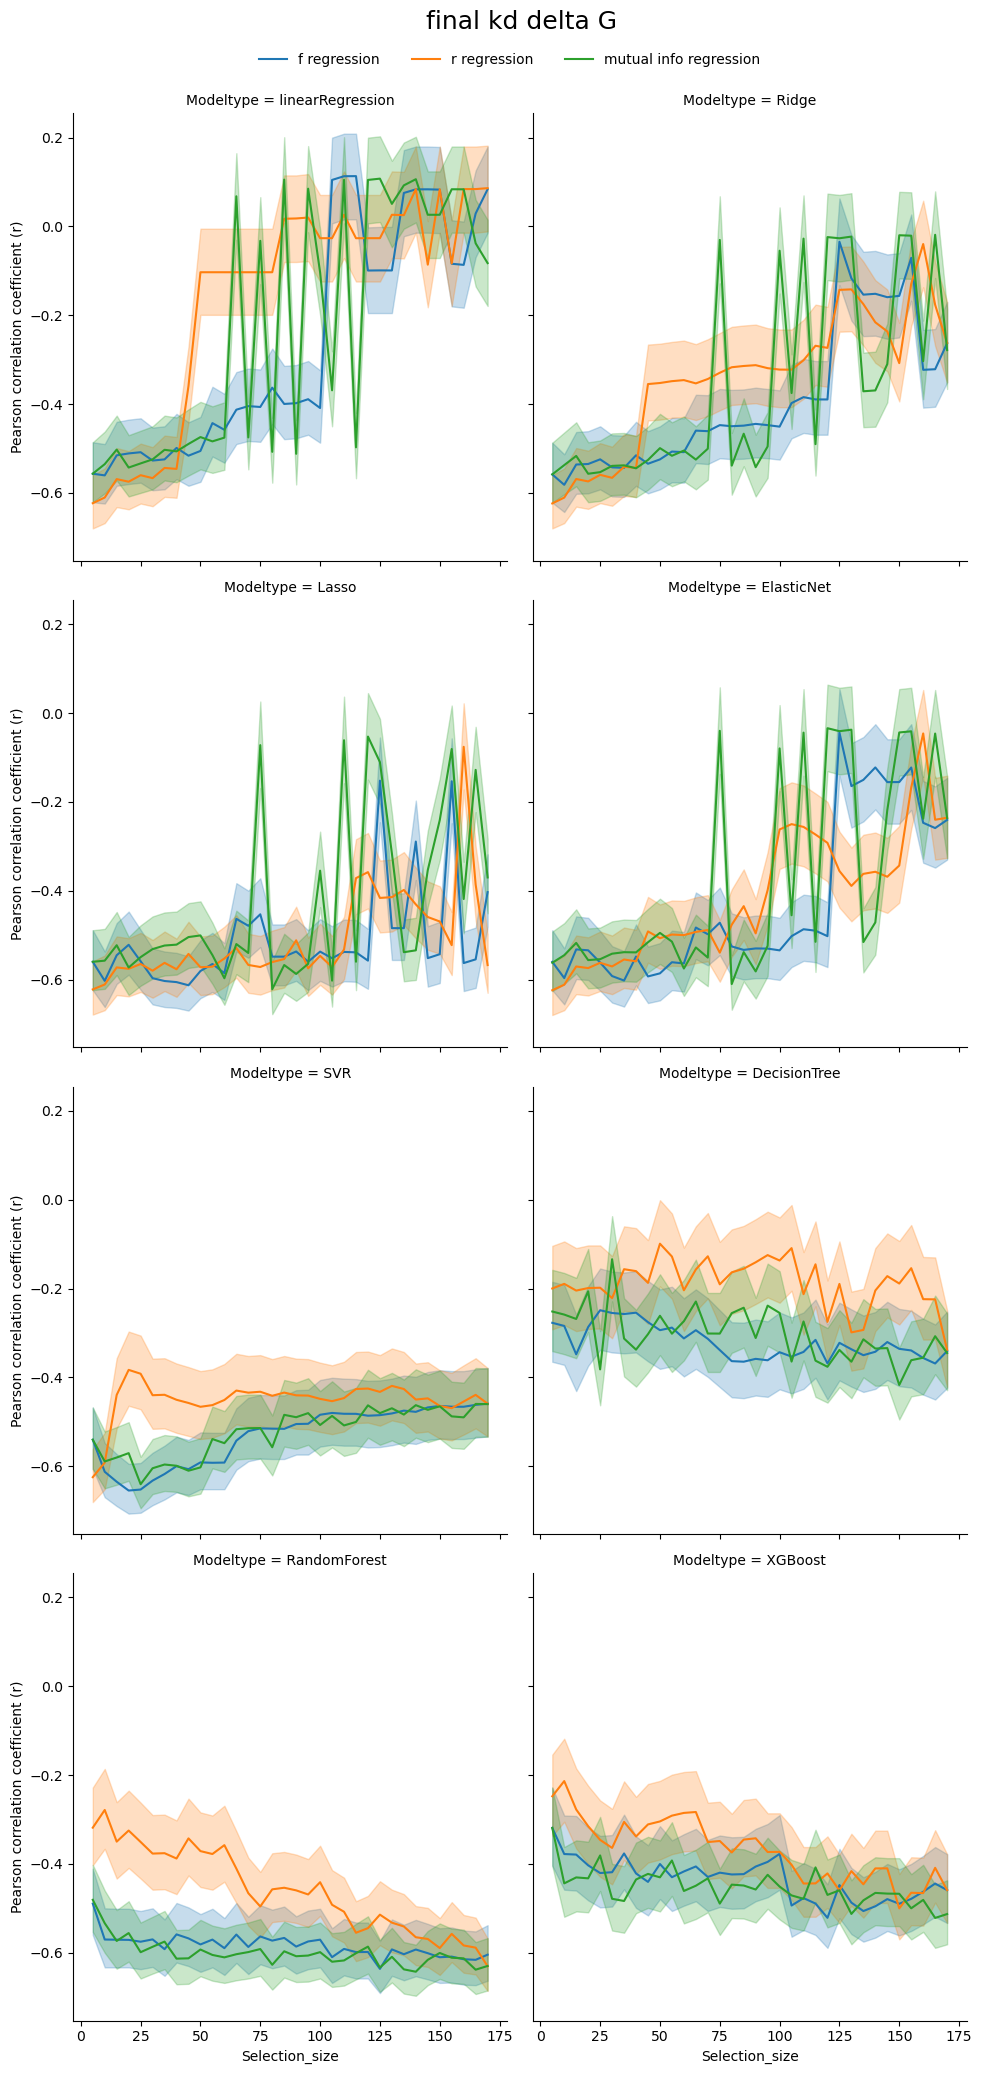 final kd delta G
f regression r regression mutual info regression
Modeltype = linearRegression
Modeltype = Ridge
0.2
0.0
−0.2
−0.4
−0.6
Pearson correlation coefficient (r)
Modeltype = Lasso
Modeltype = ElasticNet
0.2
0.0
−0.2
−0.4
−0.6
Pearson correlation coefficient (r)
Modeltype = SVR
Modeltype = DecisionTree
0.2
0.0
−0.2
−0.4
−0.6
Pearson correlation coefficient (r)
Modeltype = RandomForest
Modeltype = XGBoost
0.2
0.0
−0.2
−0.4
−0.6
Pearson correlation coefficient (r)
0 25 50 75 100 125 150 175
Selection_size
0 25 50 75 100 125 150 175
Selection_size